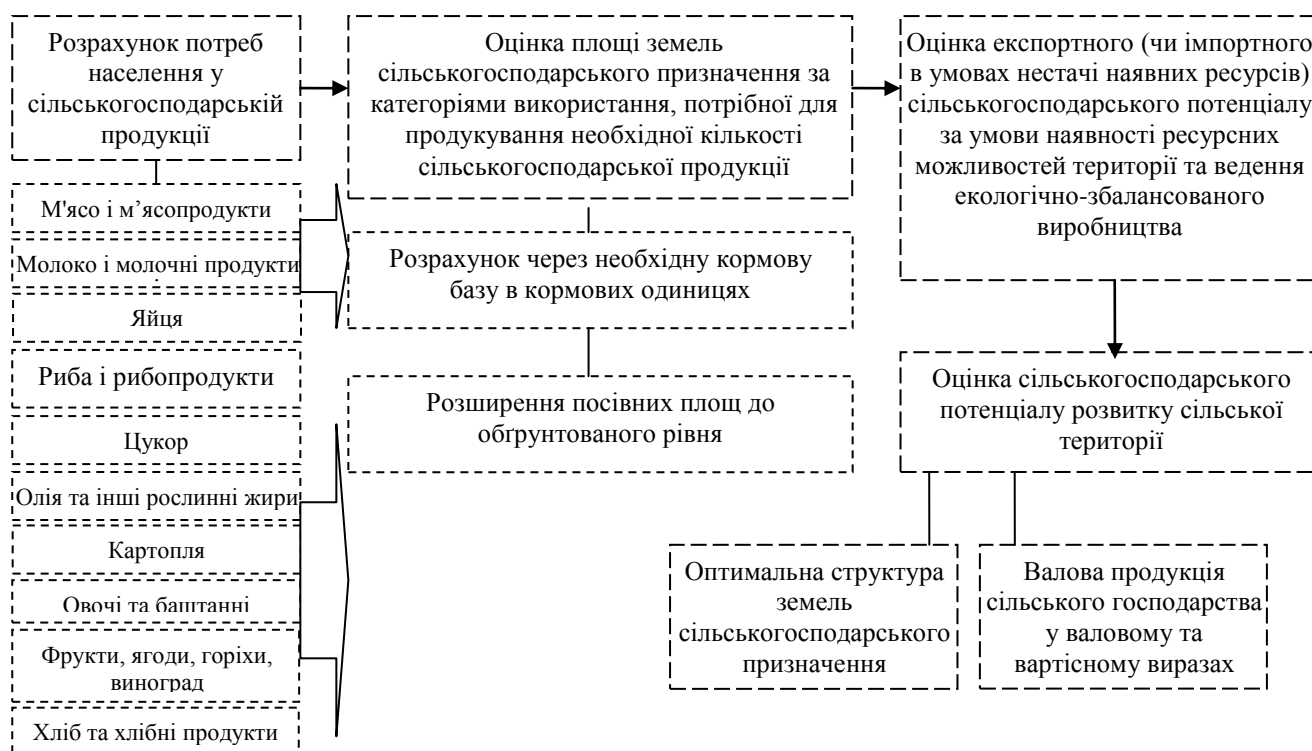 Розрахунок потреб
населення у
сільськогосподарській
продукції
М'ясо і м’ясопродукти
Молоко і молочні продукти
Яйця
Риба і рибопродукти
Цукор
Олія та інші рослинні жири
Картопля
Овочі та баштанні
Фрукти, ягоди, горіхи,
виноград
Хліб та хлібні продукти
Оцінка площі земель
сільськогосподарського призначення за
категоріями використання, потрібної для
продукування необхідної кількості
сільськогосподарської продукції
Розрахунок через необхідну кормову
базу в кормових одиницях
Розширення посівних площ до
обґрунтованого рівня
Оцінка експортного (чи імпортного
в умовах нестачі наявних ресурсів)
сільськогосподарського потенціалу
за умови наявності ресурсних
можливостей території та ведення
екологічно-збалансованого
виробництва
Оцінка сільськогосподарського
потенціалу розвитку сільської
території
Оптимальна структура
земель
сільськогосподарського
призначення
Валова продукція
сільського господарства
у валовому та
вартісному виразах